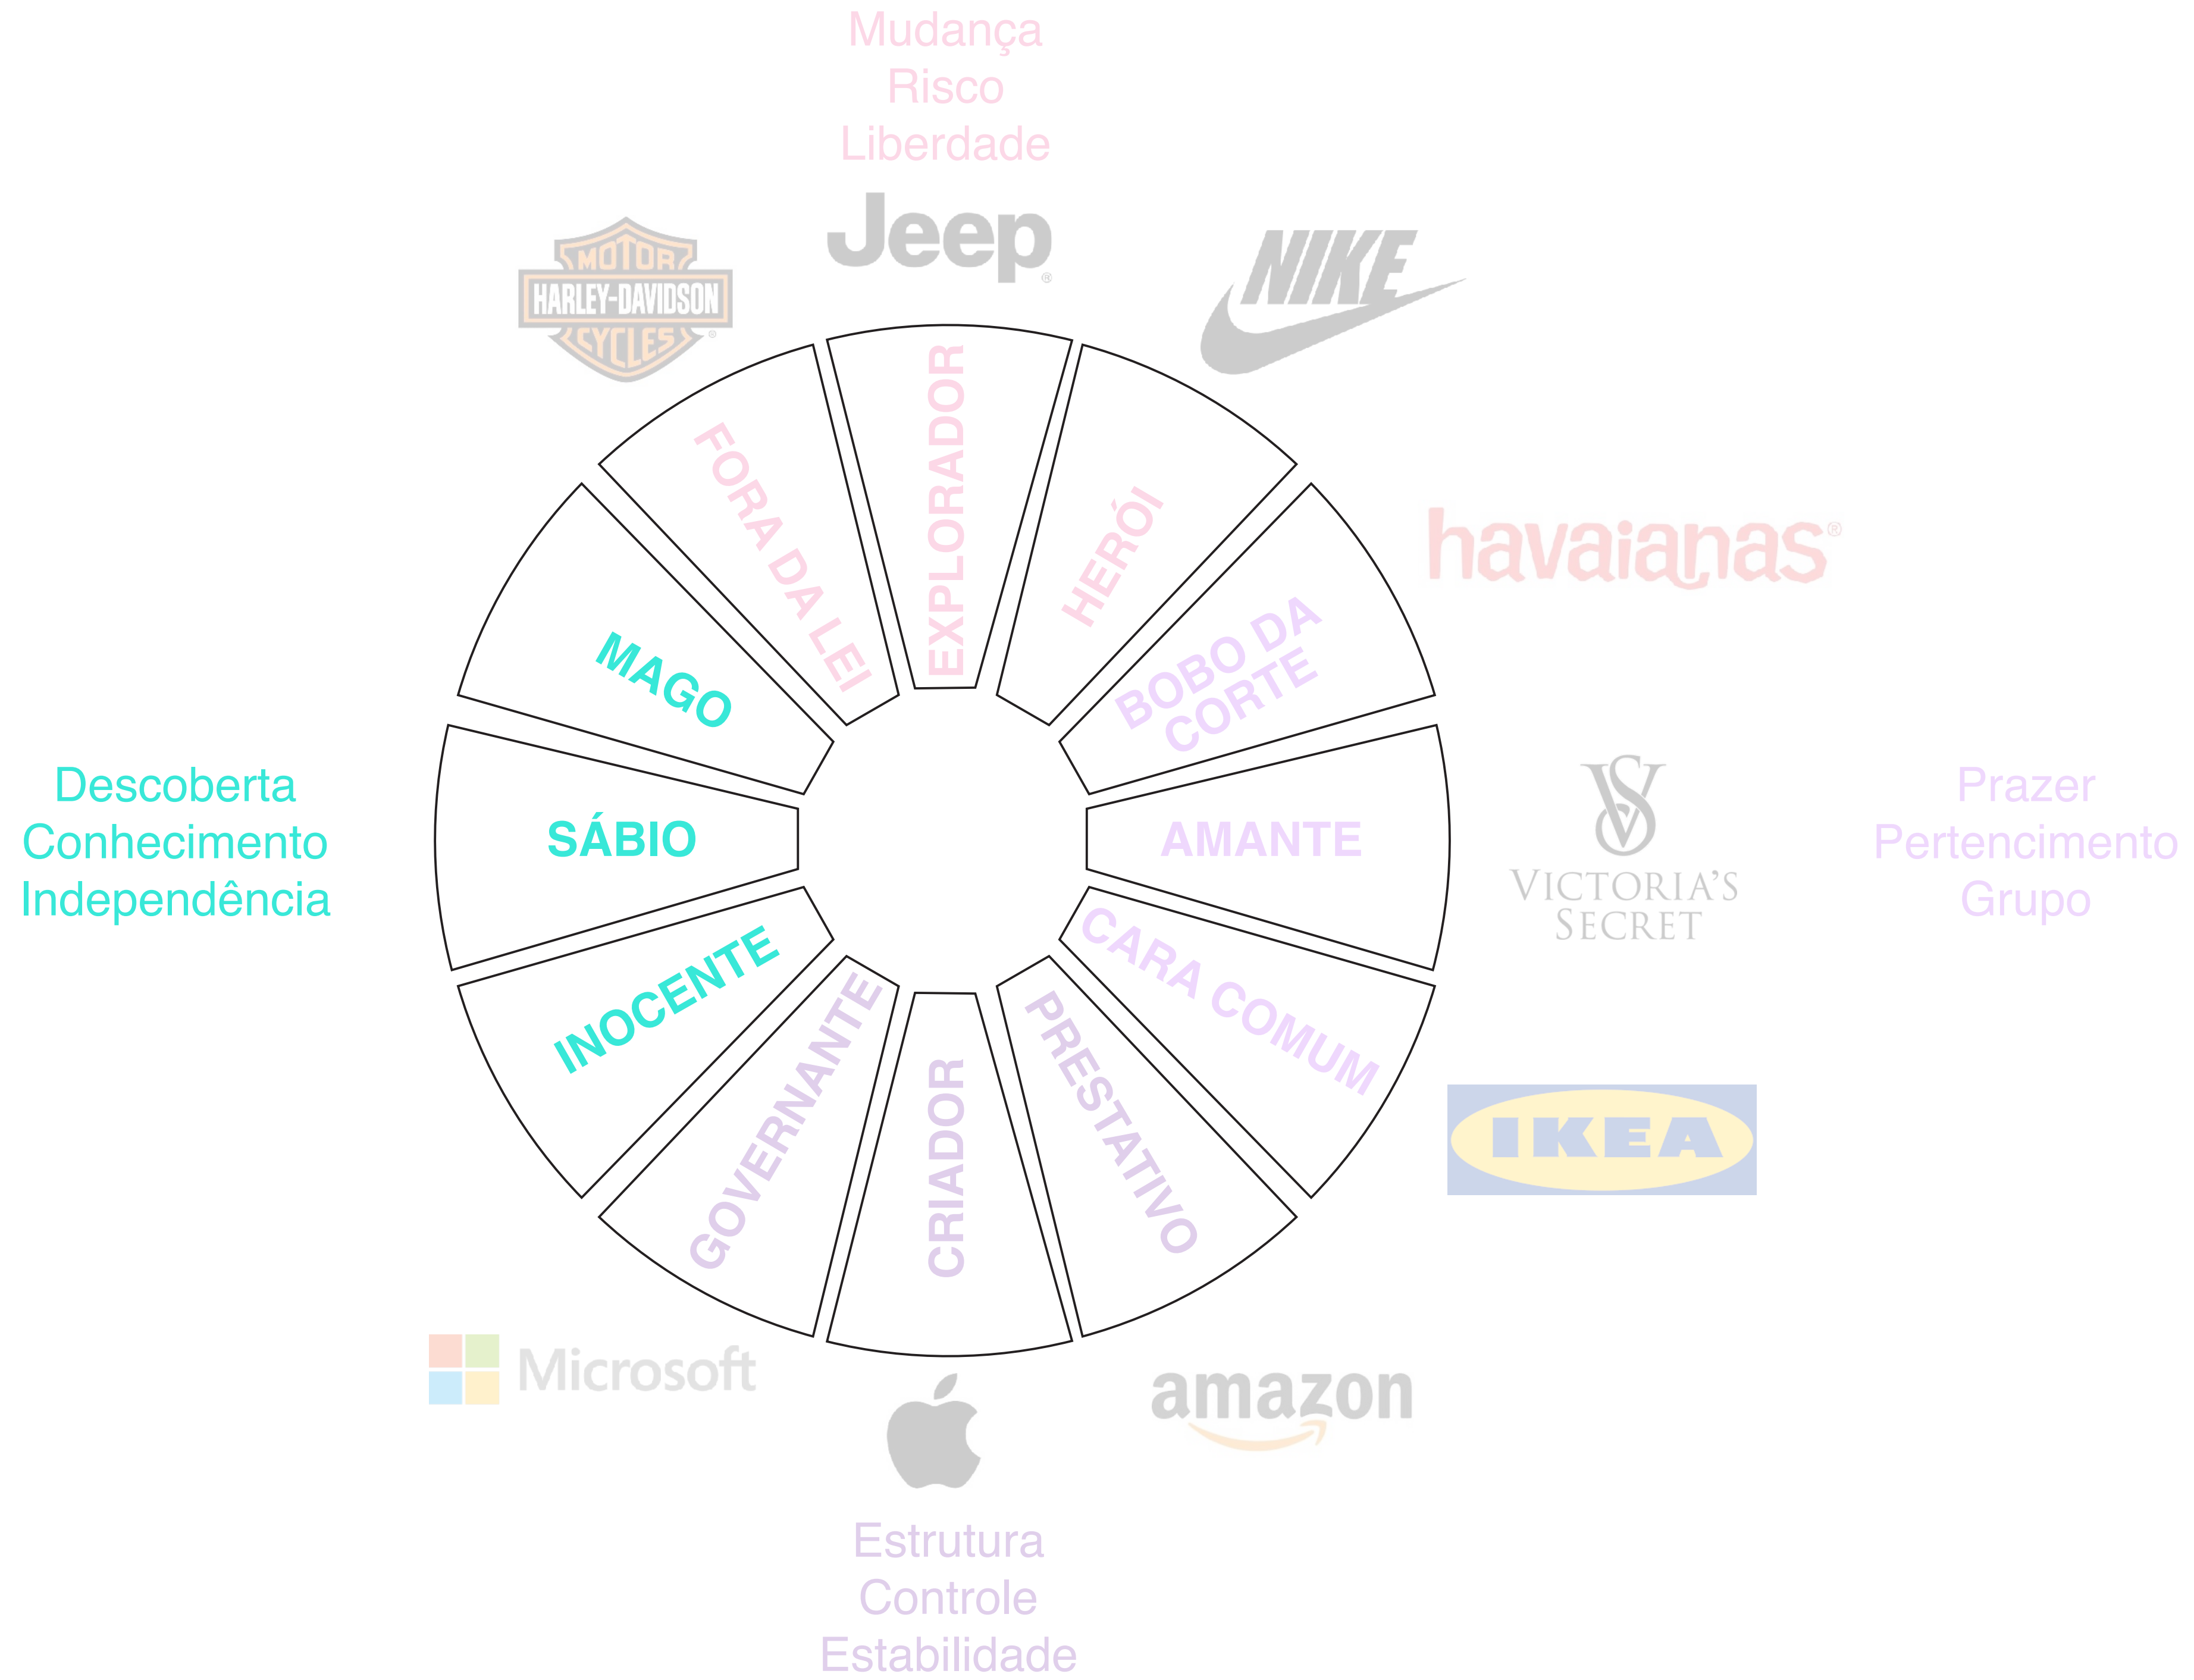 Mudança
Risco
Liberdade
Jeep
®
MOTOR
HARLEY-DAVIDSON
CYCLES
®
NIKE
havaianas®
FORA DA LEI
EXPLORADOR
HERÓI
BOBO DA
CORTE
MAGO
SÁBIO
AMANTE
INOCENTE
CARA COMUM
GOVERNANTE
CRIADOR
PRESTATIVO
Descoberta
Conhecimento
Independência
VS
VICTORIA'S
SECRET
Prazer
Pertencimento
Grupo
IKEA
Microsoft
amazon
Estrutura
Controle
Estabilidade